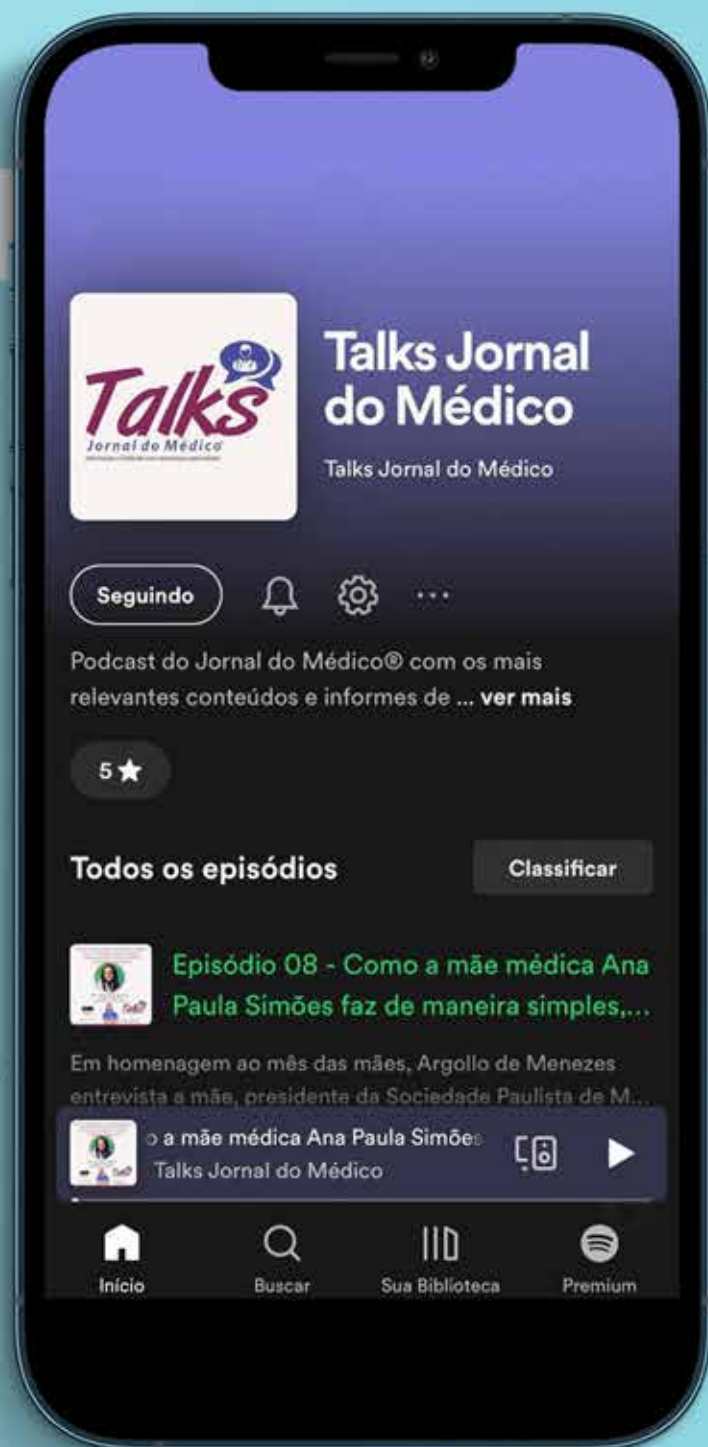 Talks
Jornal do Médico
Talks Jornal
do Médico
Talks Jornal do Médico
Seguindo
Podcast do Jornal do Médico® com os mais
relevantes conteúdos e informes de ... ver mais
5
Todos os episódios
Classificar
Episódio 08 - Como a mãe médica Ana
Paula Simões faz de maneira simples,...
Em homenagem ao mês das mães, Argollo de Menezes
entrevista a mãe, presidente da Sociedade Paulista de M...
o a mãe médica Ana Paula Simões
Talks Jornal do Médico
Início
Buscar
Sua Biblioteca
Premium